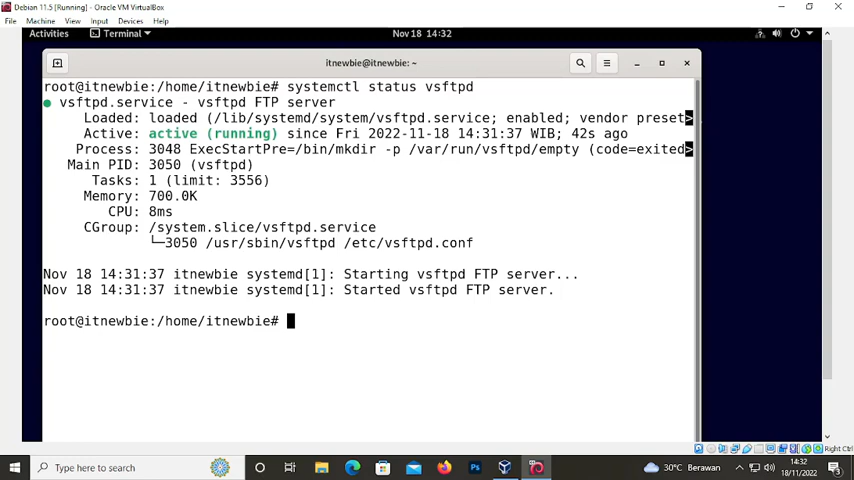 Debian 11.5 [Running] - Oracle VM VirtualBox
File Machine View Input Devices Help
Activities Terminal Nov 18 14:32
itnewbie@itnewbie: ~
root@itnewbie:/home/itnewbie# systemctl status vsftpd
● vsftpd.service - vsftpd FTP server
Loaded: loaded (/lib/systemd/system/vsftpd.service; enabled; vendor preset>
Active: active (running) since Fri 2022-11-18 14:31:37 WIB; 42s ago
Process: 3048 ExecStartPre=/bin/mkdir -p /var/run/vsftpd/empty (code=exited>
Main PID: 3050 (vsftpd)
Tasks: 1 (limit: 3556)
Memory: 700.0K
CPU: 8ms
CGroup: /system.slice/vsftpd.service
└─3050 /usr/sbin/vsftpd /etc/vsftpd.conf
Nov 18 14:31:37 itnewbie systemd[1]: Starting vsftpd FTP server...
Nov 18 14:31:37 itnewbie systemd[1]: Started vsftpd FTP server.
root@itnewbie:/home/itnewbie#
Right Ctrl
Type here to search
Ps
30°C Berawan
14:32
18/11/2022
3